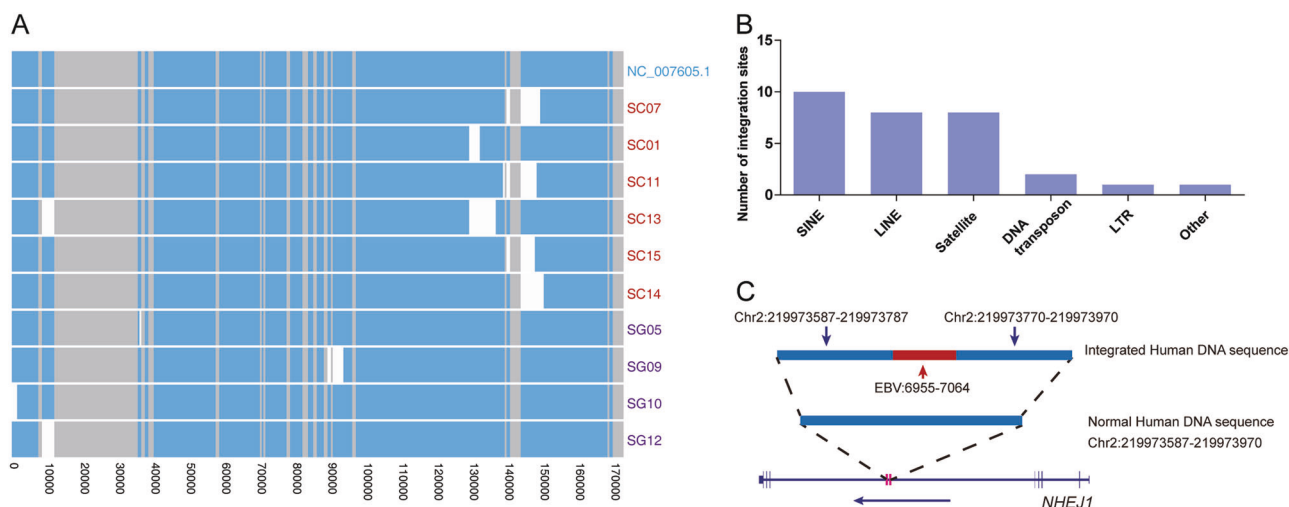 A
NC_007605.1
SC07
SC01
SC11
SC13
SC15
SC14
SG05
SG09
SG10
SG12
0
10000
20000
30000
40000
50000
60000
70000
80000
90000
100000
110000
120000
130000
140000
150000
160000
170000
B
Number of integration sites
15
10
5
0
SINE
LINE
Satellite
DNA
transposon
LTR
Other
C
Chr2:219973587-219973787
Chr2:219973770-219973970
Integrated Human DNA sequence
EBV:6955-7064
Normal Human DNA sequence
Chr2:219973587-219973970
NHEJ1